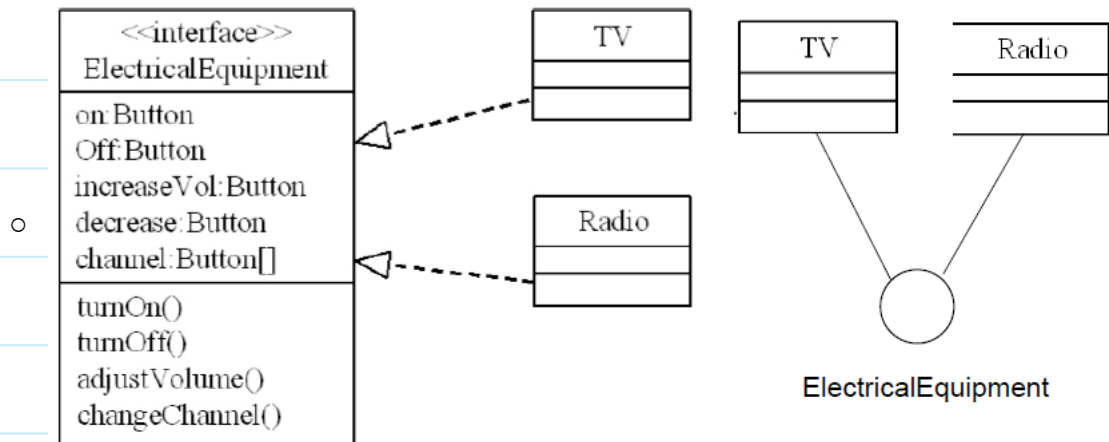 <<interface>>
ElectricalEquipment
on:Button
Off:Button
increaseVol:Button
decrease:Button
channel:Button[]
turnOn()
turnOff()
adjustVolume()
changeChannel()
TV
Radio
TV
Radio
ElectricalEquipment